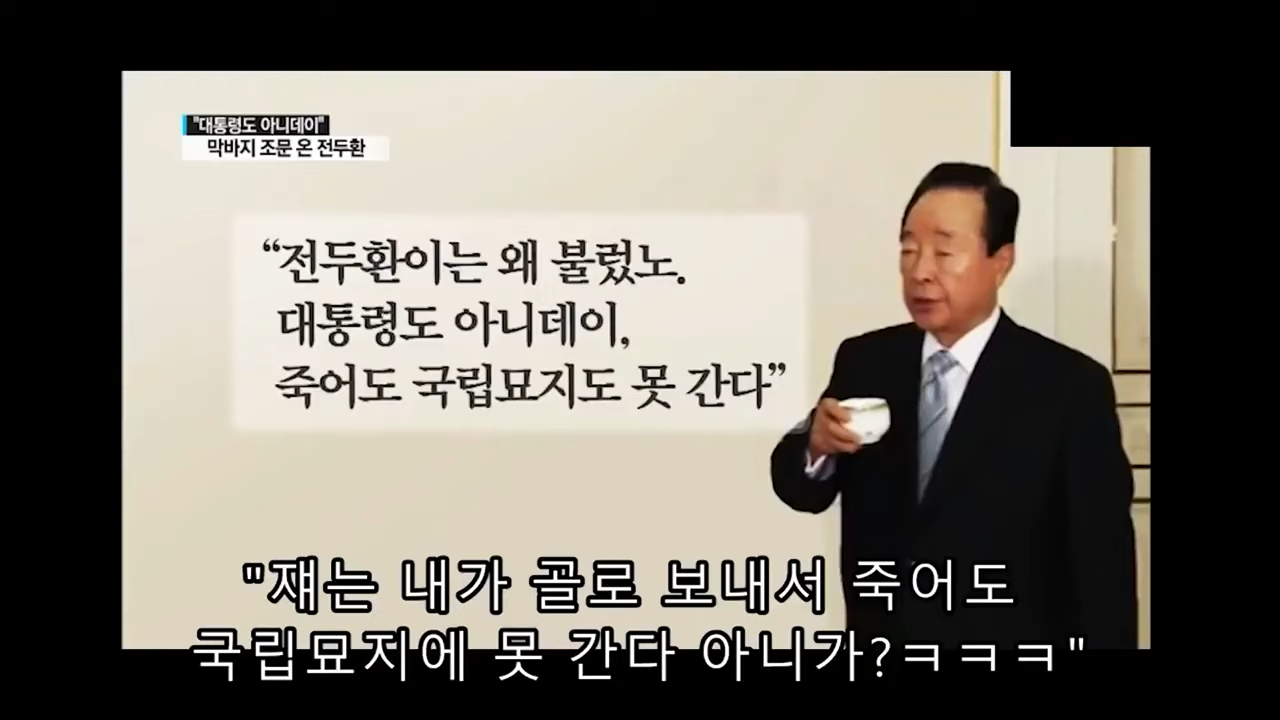 "대통령도 아니데이"
막바지 조문 온 전두환
“전두환이는 왜 불렀노.
대통령도 아니데이,
죽어도 국립묘지도 못 간다”
"쟤는 내가 골로 보내서 죽어도
국립묘지에 못 간다 아니가?ㅋㅋㅋ"